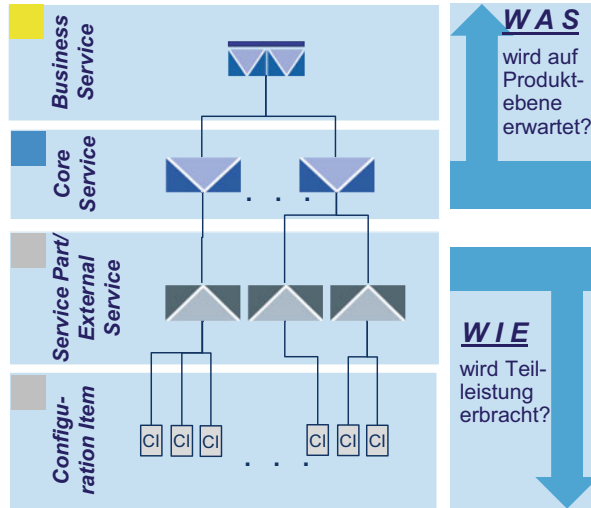 Business
Service
W A S
wird auf
Produkt-
ebene
erwartet?
Core
Service
. . .
Service Part/
External
Service
W I E
wird Teil-
leistung
erbracht?
Configu-
ration Item
CI CI CI CI CI CI
. . .